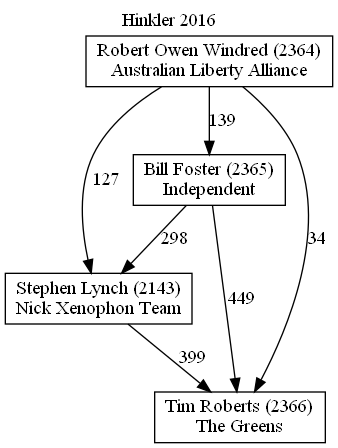 Hinkler 2016
Robert Owen Windred (2364)
Australian Liberty Alliance
139
Bill Foster (2365)
Independent
127
298
34
449
Stephen Lynch (2143)
Nick Xenophon Team
399
Tim Roberts (2366)
The Greens